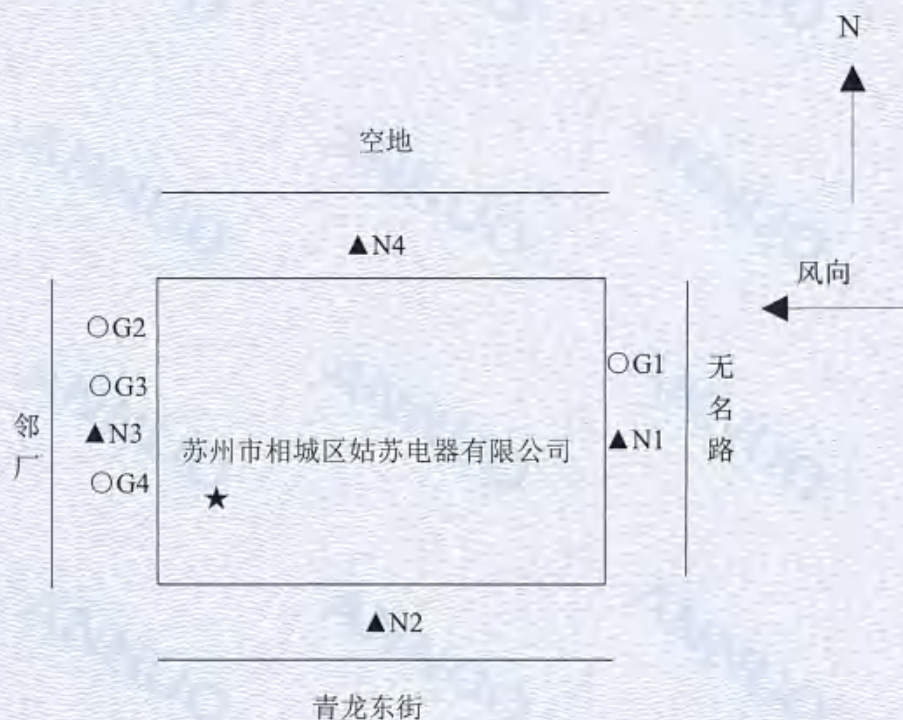 N
空地
▲N4
风向
○G2
○G1
无名路
○G3
邻厂
▲N3
苏州市相城区姑苏电器有限公司
▲N1
○G4
★
▲N2
青龙东街